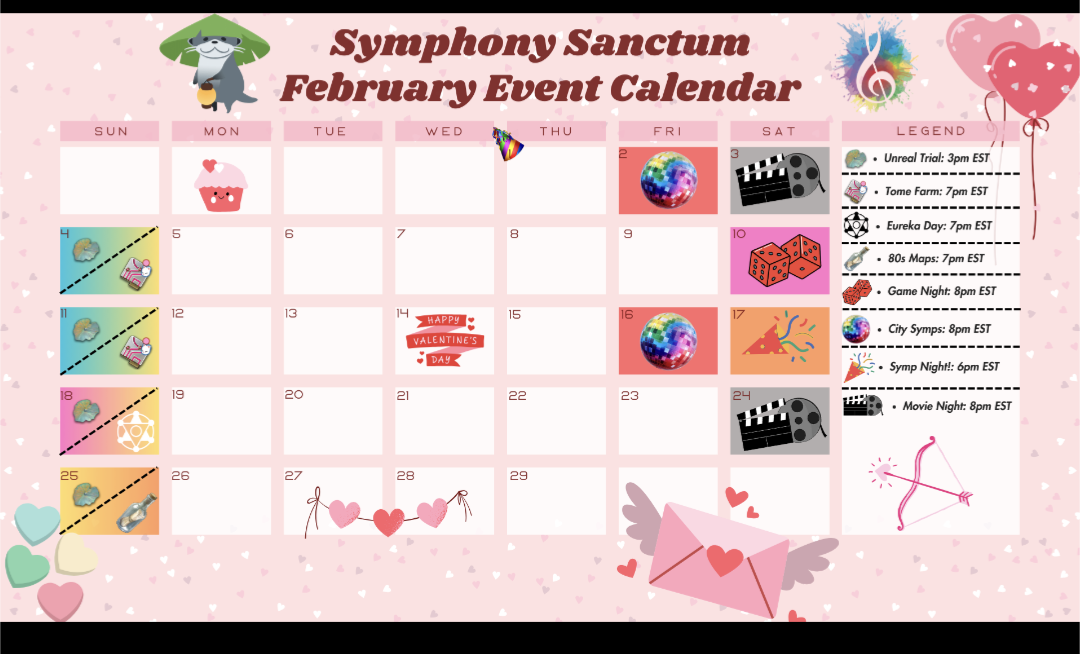 Symphony Sanctum
February Event Calendar
SUN MON TUE WED THU FRI SAT LEGEND
2 3
4 5 6 7 8 9 10
11 12 13 14 15 16 17
HAPPY
VALENTINE'S
DAY
18 19 20 21 22 23 24
25 26 27 28 29
• Unreal Trial: 3pm EST
• Tome Farm: 7pm EST
• Eureka Day: 7pm EST
• 80s Maps: 7pm EST
• Game Night: 8pm EST
• City Symps: 8pm EST
• Symp Night!: 6pm EST
• Movie Night: 8pm EST